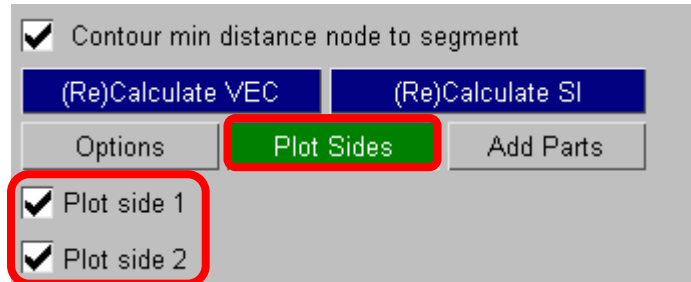 Contour min distance node to segment
(Re)Calculate VEC (Re)Calculate SI
Options Plot Sides Add Parts
Plot side 1
Plot side 2